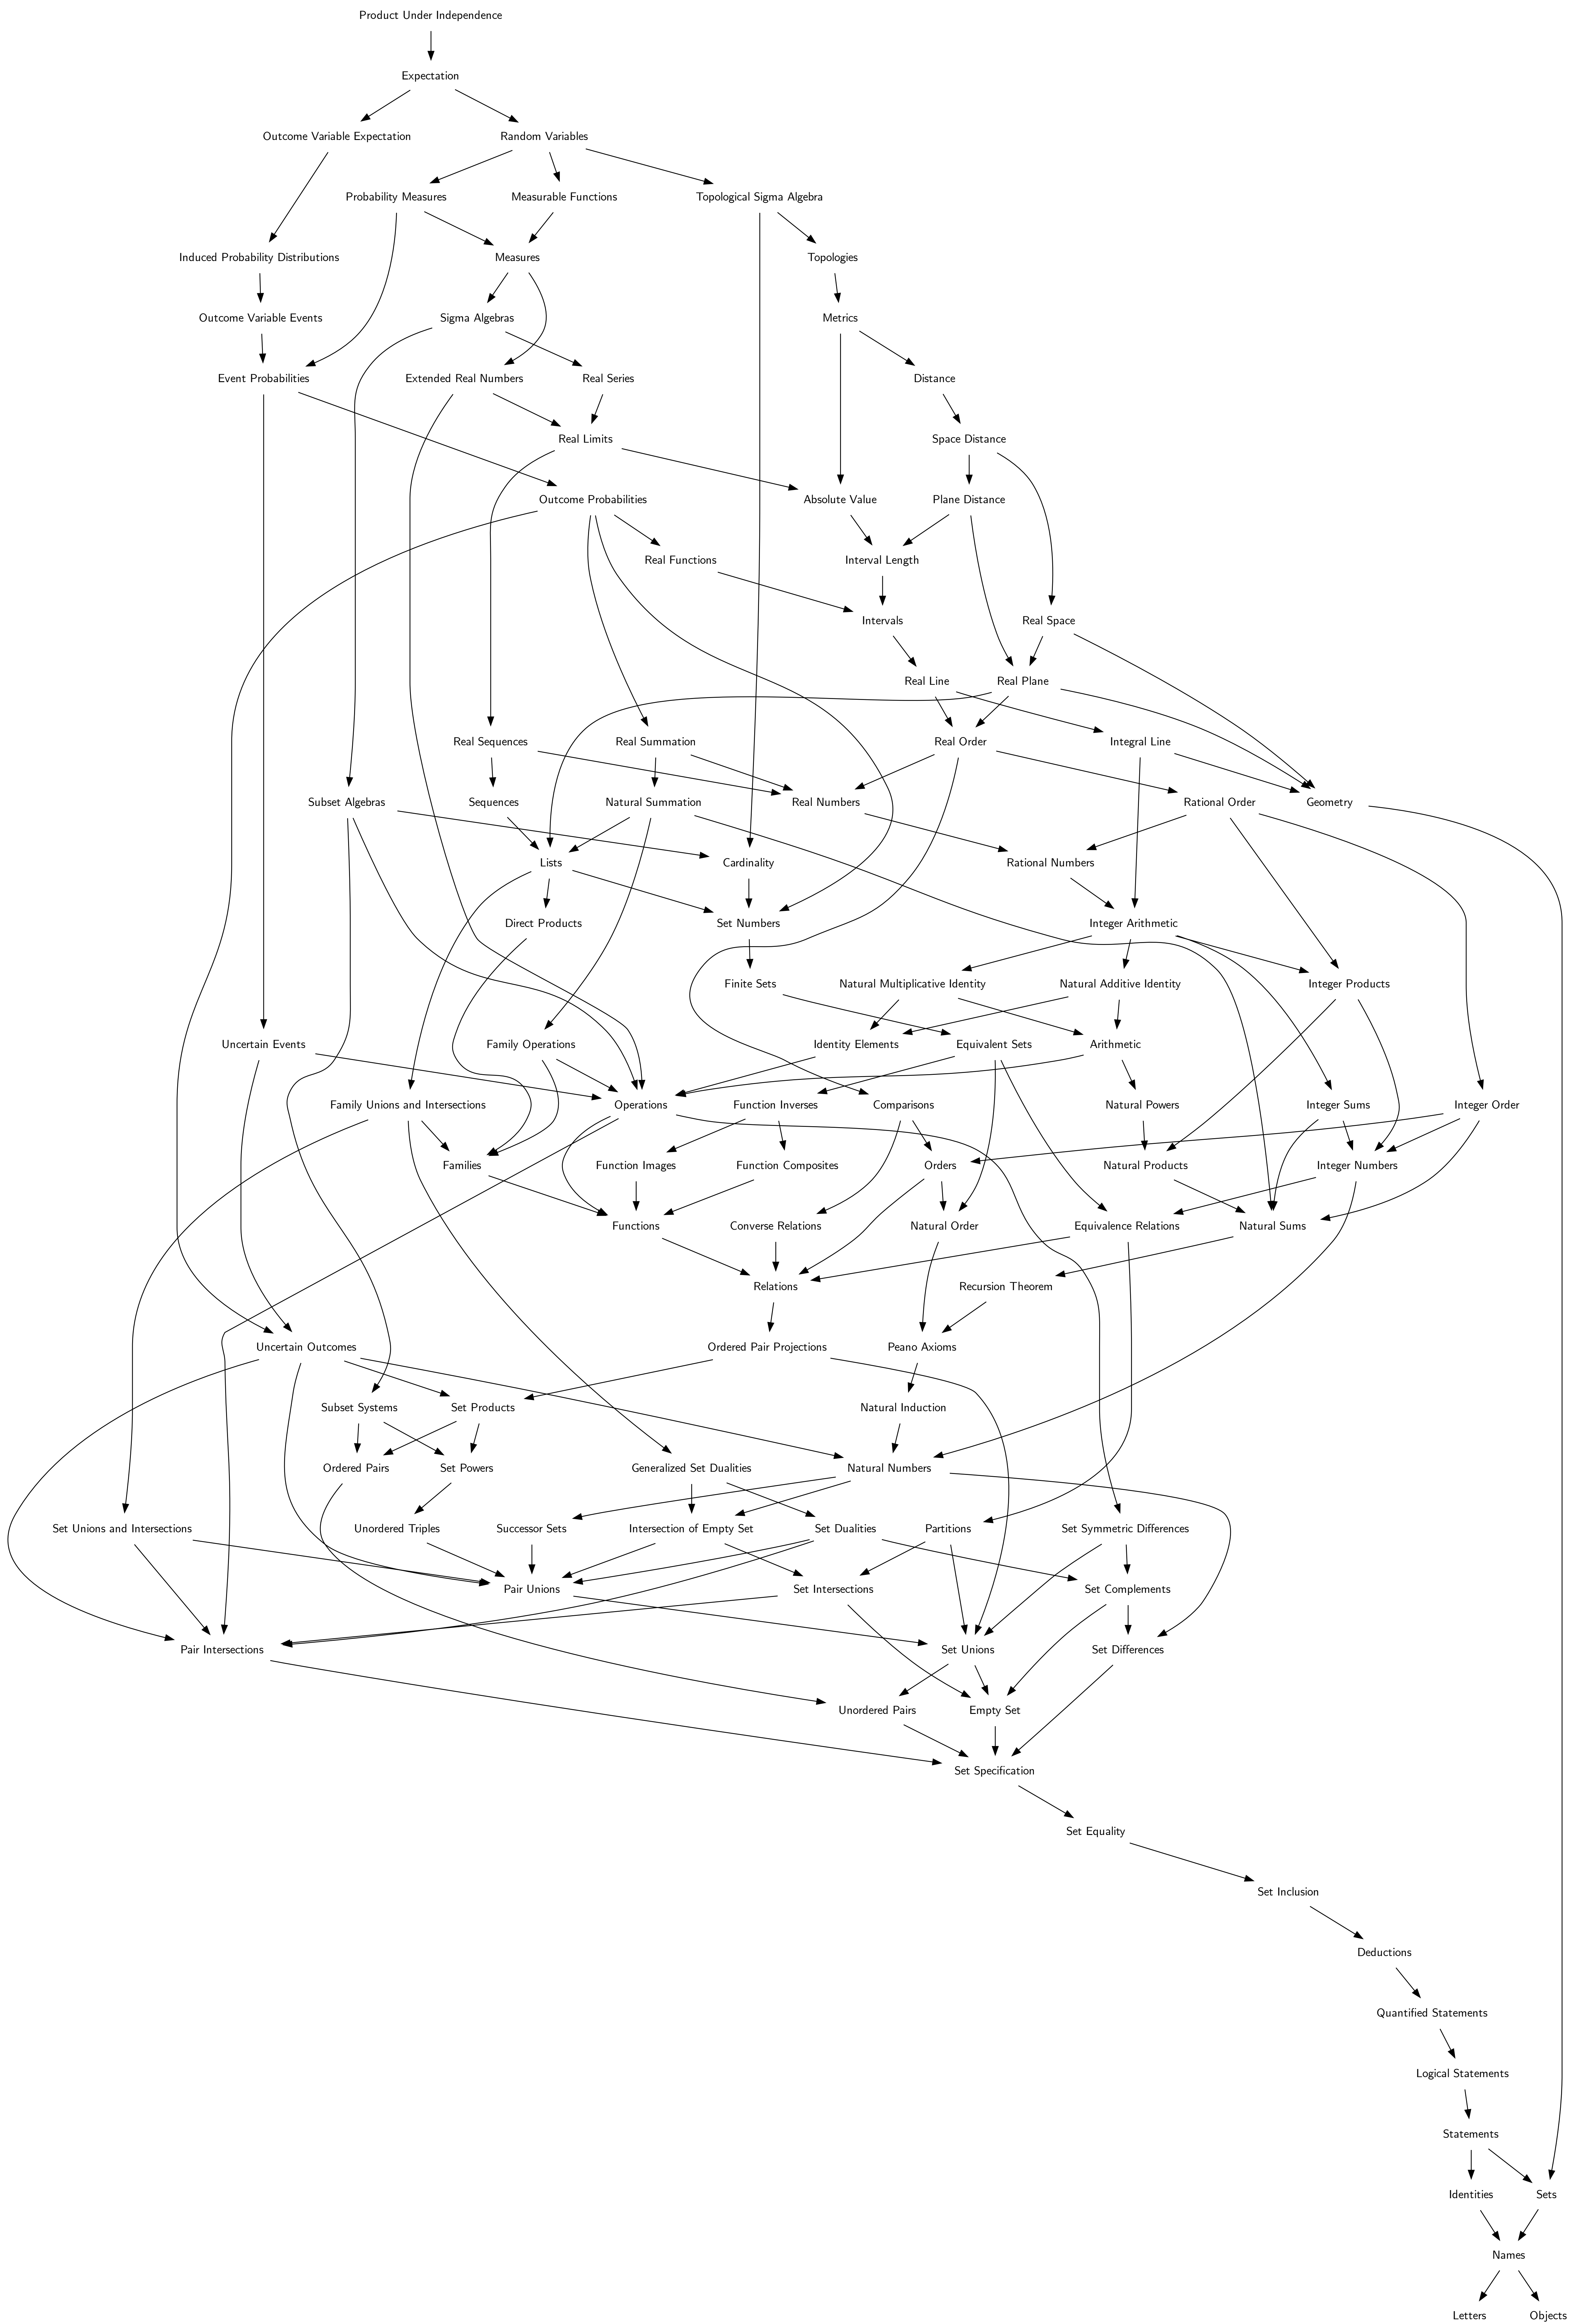 Product Under Independence
Expectation
Outcome Variable Expectation
Random Variables
Probability Measures
Measurable Functions
Topological Sigma Algebra
Induced Probability Distributions
Measures
Topologies
Outcome Variable Events
Sigma Algebras
Metrics
Event Probabilities
Extended Real Numbers
Real Series
Distance
Real Limits
Space Distance
Outcome Probabilities
Absolute Value
Plane Distance
Real Functions
Interval Length
Intervals
Real Space
Real Line
Real Plane
Real Sequences
Real Summation
Real Order
Integral Line
Subset Algebras
Sequences
Natural Summation
Real Numbers
Rational Order
Geometry
Lists
Cardinality
Rational Numbers
Direct Products
Set Numbers
Integer Arithmetic
Finite Sets
Natural Multiplicative Identity
Natural Additive Identity
Integer Products
Uncertain Events
Family Operations
Identity Elements
Equivalent Sets
Arithmetic
Family Unions and Intersections
Operations
Function Inverses
Comparisons
Natural Powers
Integer Sums
Integer Order
Families
Function Images
Function Composites
Orders
Natural Products
Integer Numbers
Functions
Converse Relations
Natural Order
Equivalence Relations
Natural Sums
Relations
Recursion Theorem
Uncertain Outcomes
Ordered Pair Projections
Peano Axioms
Subset Systems
Set Products
Natural Induction
Ordered Pairs
Set Powers
Generalized Set Dualities
Natural Numbers
Set Unions and Intersections
Unordered Triples
Successor Sets
Intersection of Empty Set
Set Dualities
Partitions
Set Symmetric Differences
Pair Unions
Set Intersections
Set Complements
Pair Intersections
Set Unions
Set Differences
Unordered Pairs
Empty Set
Set Specification
Set Equality
Set Inclusion
Deductions
Quantified Statements
Logical Statements
Statements
Identities
Sets
Names
Letters
Objects